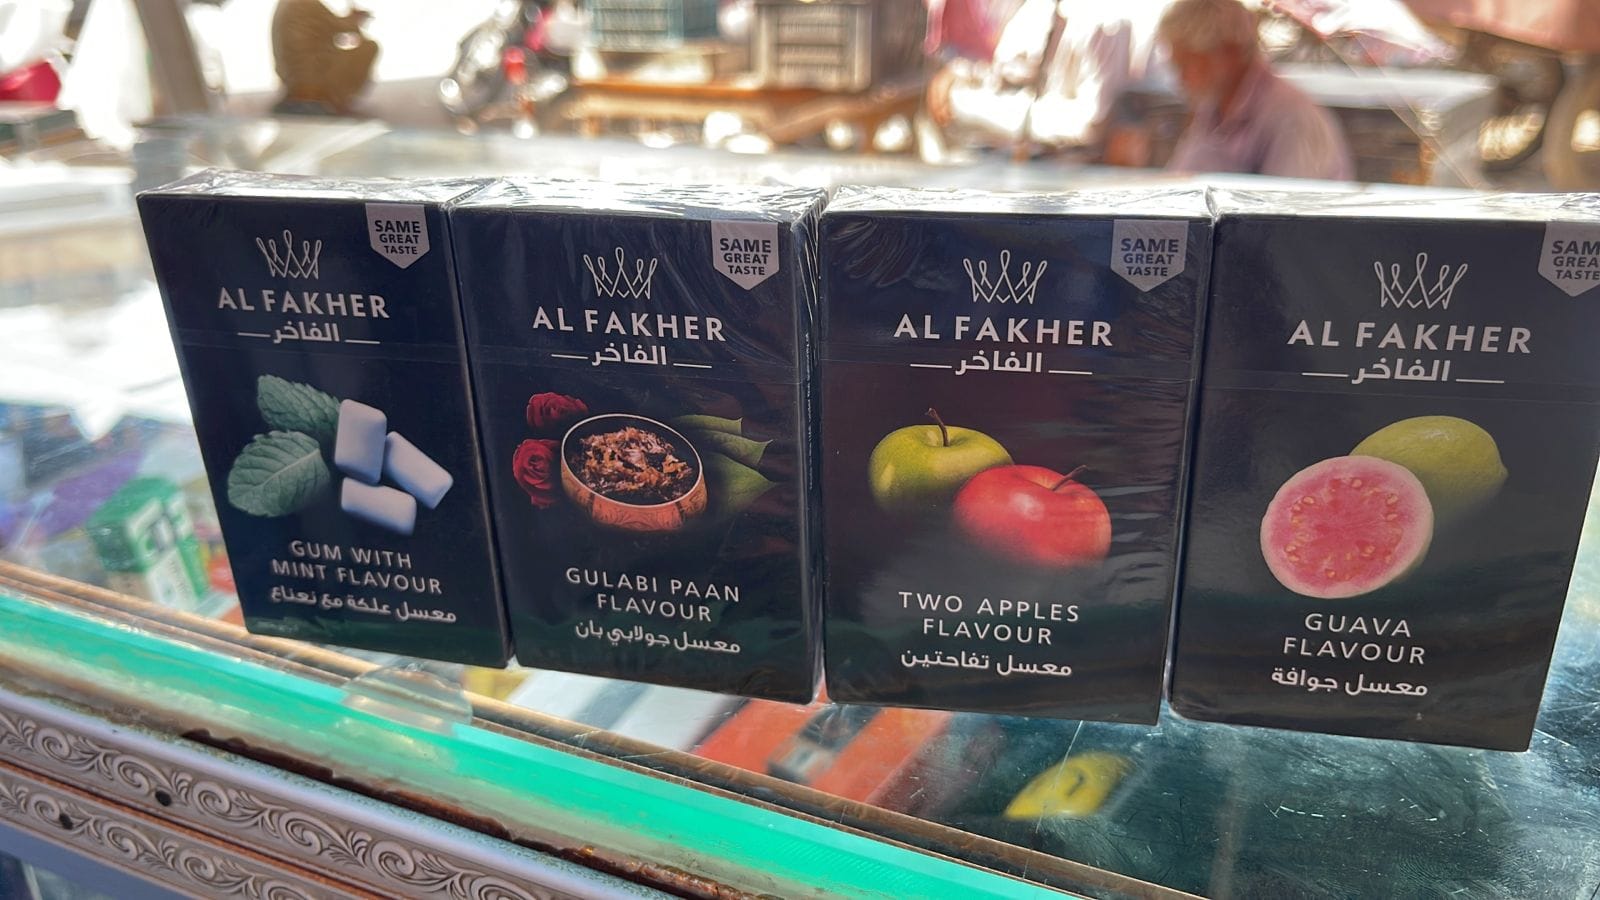 SAME
GREAT
TASTE
AL FAKHER
الفاخر
GUM WITH
MINT FLAVOUR
معسل علكة مع نعناع
SAME
GREAT
TASTE
AL FAKHER
الفاخر
GULABI PAAN
FLAVOUR
معسل جولابي بان
SAME
GREAT
TASTE
AL FAKHER
الفاخر
TWO APPLES
FLAVOUR
معسل تفاحتين
SAM
GREA
TASTE
AL FAKHER
الفاخر
GUAVA
FLAVOUR
معسل جوافة